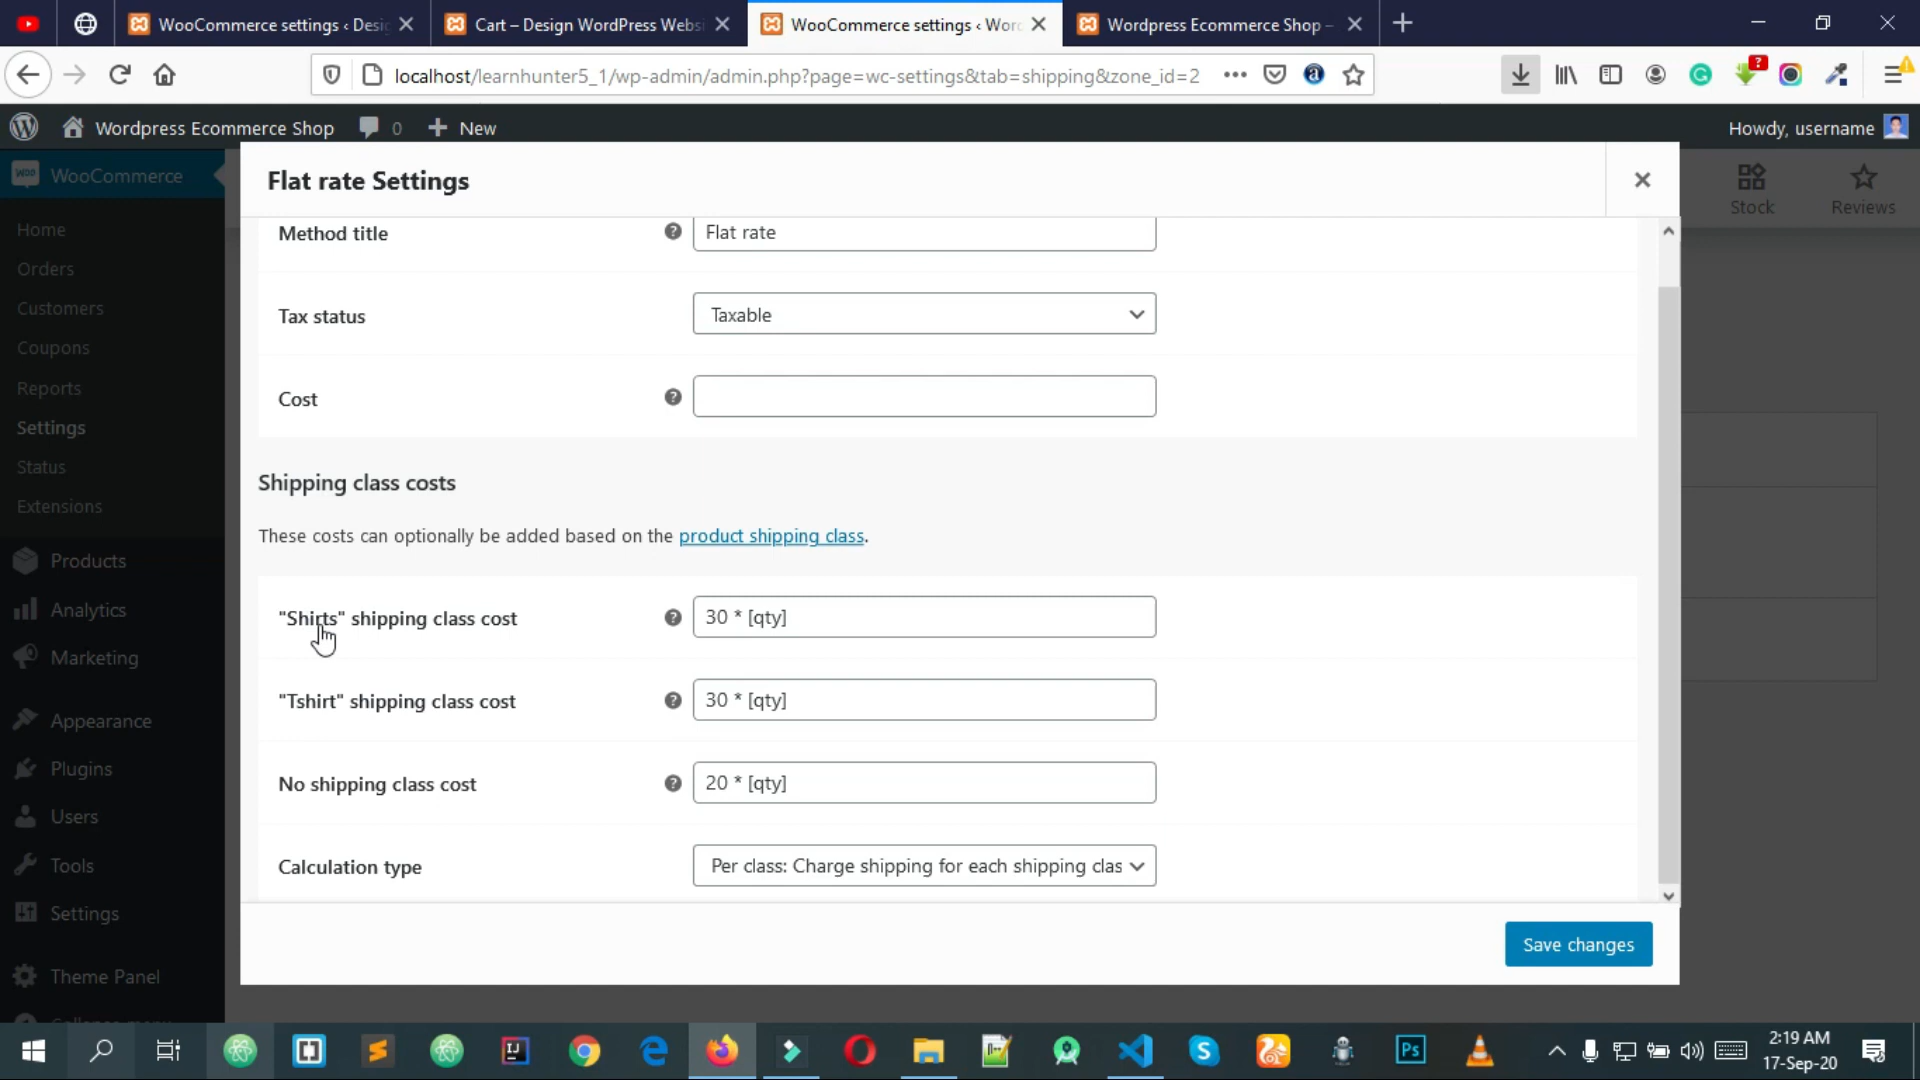 WooCommerce settings ‹ Desi
Cart – Design WordPress Websi
WooCommerce settings ‹ Word
Wordpress Ecommerce Shop –
localhost/learnhunter5_1/wp-admin/admin.php?page=wc-settings&tab=shipping&zone_id=2
Wordpress Ecommerce Shop
0
New
Howdy, username
WooCommerce
Home
Orders
Customers
Coupons
Reports
Settings
Status
Extensions
Products
Analytics
Marketing
Appearance
Plugins
Users
Tools
Settings
Theme Panel
Collapse menu
Stock
Reviews
Flat rate Settings
Method title
Flat rate
Tax status
Taxable
Cost
Shipping class costs
These costs can optionally be added based on the product shipping class.
"Shirts" shipping class cost
30 * [qty]
"Tshirt" shipping class cost
30 * [qty]
No shipping class cost
20 * [qty]
Calculation type
Per class: Charge shipping for each shipping clas
Save changes
Ps
2:19 AM
17-Sep-20